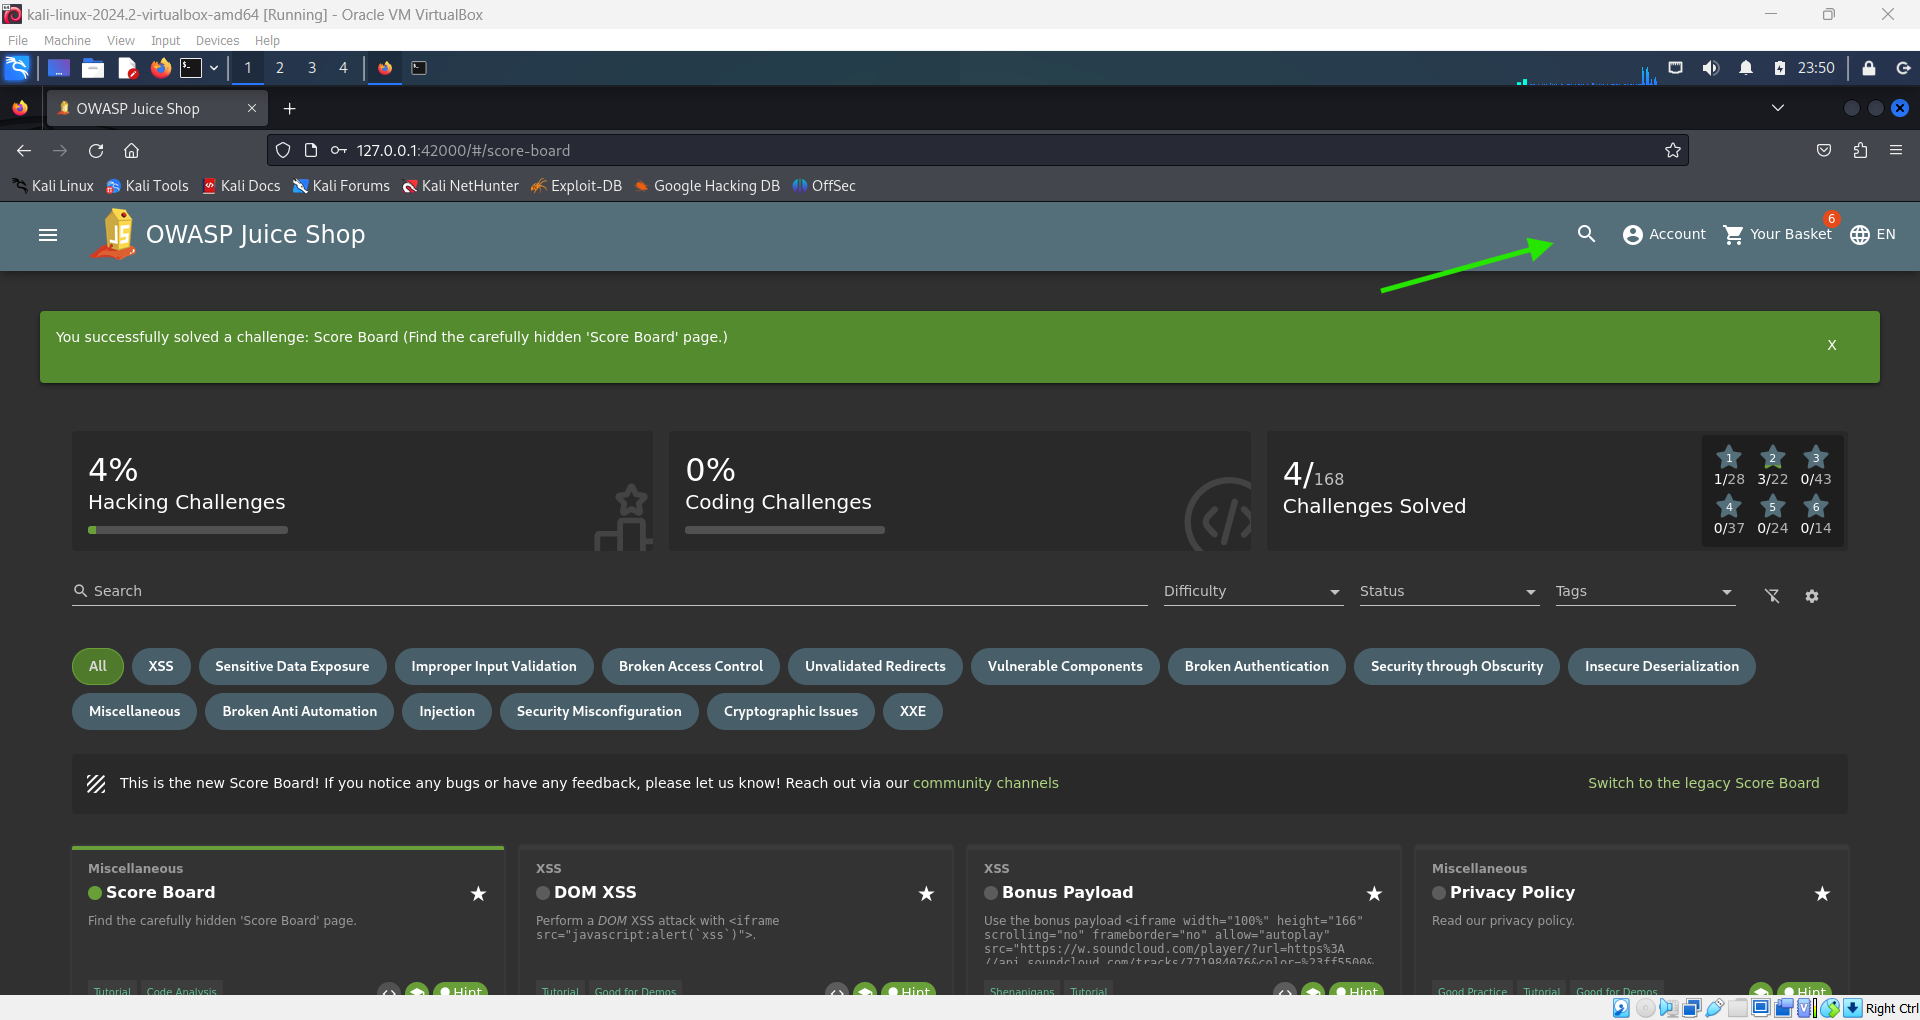 kali-linux-2024.2-virtualbox-amd64 [Running] - Oracle VM VirtualBox
File Machine View Input Devices Help
1 2 3 4 23:50
OWASP Juice Shop
127.0.0.1:42000/#/score-board
Kali Linux Kali Tools Kali Docs Kali Forums Kali NetHunter Exploit-DB Google Hacking DB OffSec
OWASP Juice Shop Account Your Basket 6 EN
You successfully solved a challenge: Score Board (Find the carefully hidden 'Score Board' page.) X
4%
Hacking Challenges
0%
Coding Challenges
4/168
Challenges Solved
1 2 3
1/28 3/22 0/43
4 5 6
0/37 0/24 0/14
Search Difficulty Status Tags
All XSS Sensitive Data Exposure Improper Input Validation Broken Access Control Unvalidated Redirects Vulnerable Components Broken Authentication Security through Obscurity Insecure Deserialization
Miscellaneous Broken Anti Automation Injection Security Misconfiguration Cryptographic Issues XXE
This is the new Score Board! If you notice any bugs or have any feedback, please let us know! Reach out via our community channels Switch to the legacy Score Board
Miscellaneous
Score Board
Find the carefully hidden 'Score Board' page.
Tutorial Code Analysis Hint
XSS
DOM XSS
Perform a DOM XSS attack with <iframe
src="javascript:alert(`xss`)">.
Tutorial Good for Demos Hint
XSS
Bonus Payload
Use the bonus payload <iframe width="100%" height="166"
scrolling="no" frameborder="no" allow="autoplay"
src="https://w.soundcloud.com/player/?url=https%3A
//api.soundcloud.com/tracks/771984076&color=%23ff5500&
Shenanigans Tutorial Hint
Miscellaneous
Privacy Policy
Read our privacy policy.
Good Practice Tutorial Good for Demos Hint
Right Ctrl